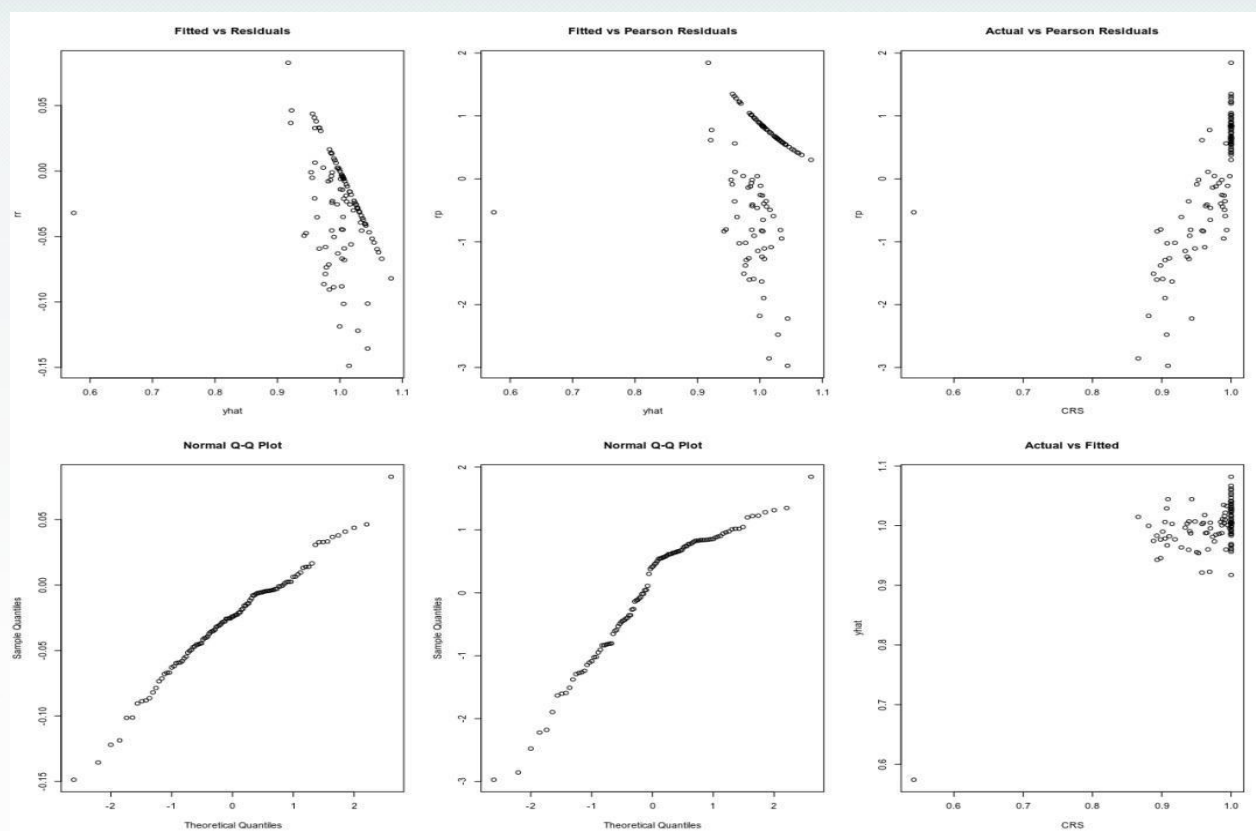 Fitted vs Residuals
rr
0.05
0.00
-0.05
-0.10
-0.15
0.6 0.7 0.8 0.9 1.0 1.1
yhat
Fitted vs Pearson Residuals
rp
2
1
0
-1
-2
-3
0.6 0.7 0.8 0.9 1.0 1.1
yhat
Actual vs Pearson Residuals
rp
2
1
0
-1
-2
-3
0.6 0.7 0.8 0.9 1.0
CRS
Normal Q-Q Plot
Sample Quantiles
0.05
0.00
-0.05
-0.10
-0.15
-2 -1 0 1 2
Theoretical Quantiles
Normal Q-Q Plot
Sample Quantiles
2
1
0
-1
-2
-3
-2 -1 0 1 2
Theoretical Quantiles
Actual vs Fitted
yhat
1.1
1.0
0.9
0.8
0.7
0.6
0.6 0.7 0.8 0.9 1.0
CRS